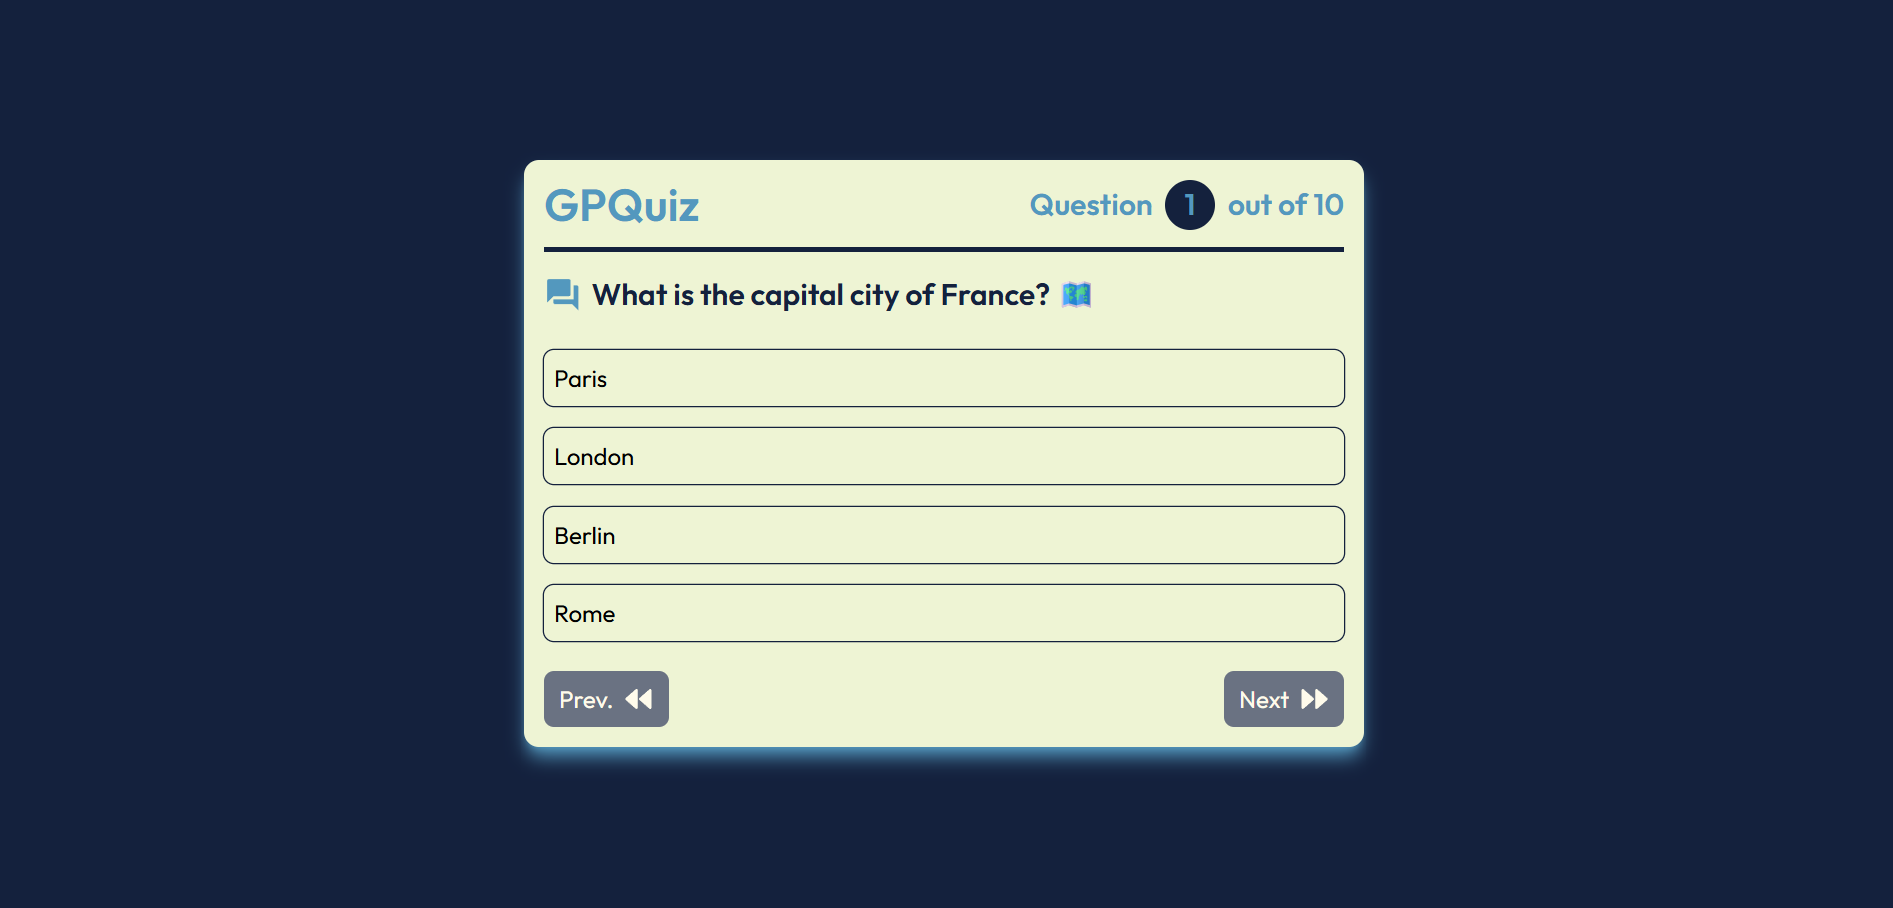 GPQuiz
Question 1 out of 10
What is the capital city of France?
Paris
London
Berlin
Rome
Prev.
Next